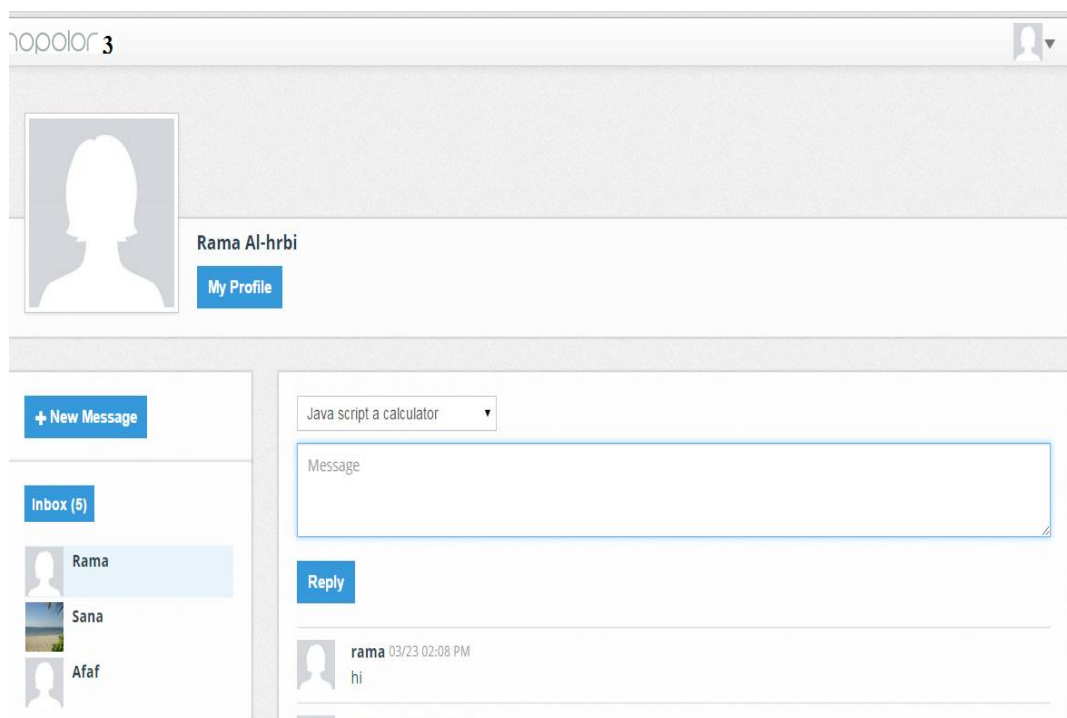 nopolor 3
Rama Al-hrbi
My Profile
+ New Message
Inbox (5)
Rama
Sana
Afaf
Java script a calculator
Message
Reply
rama 03/23 02:08 PM
hi